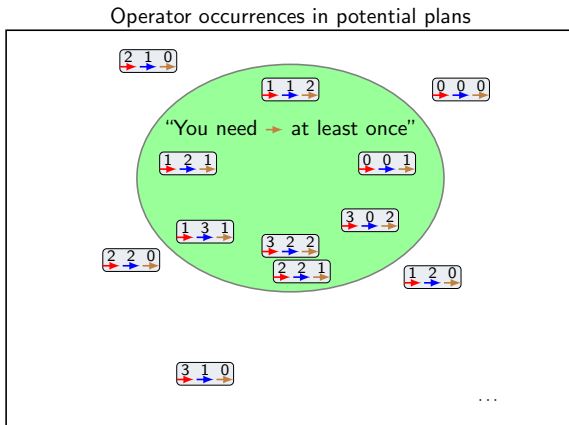 Operator occurrences in potential plans
2 1 0
1 1 2
0 0 0
“You need → at least once”
1 2 1
0 0 1
3 0 2
1 3 1
3 2 2
2 2 0
2 2 1
1 2 0
3 1 0
...